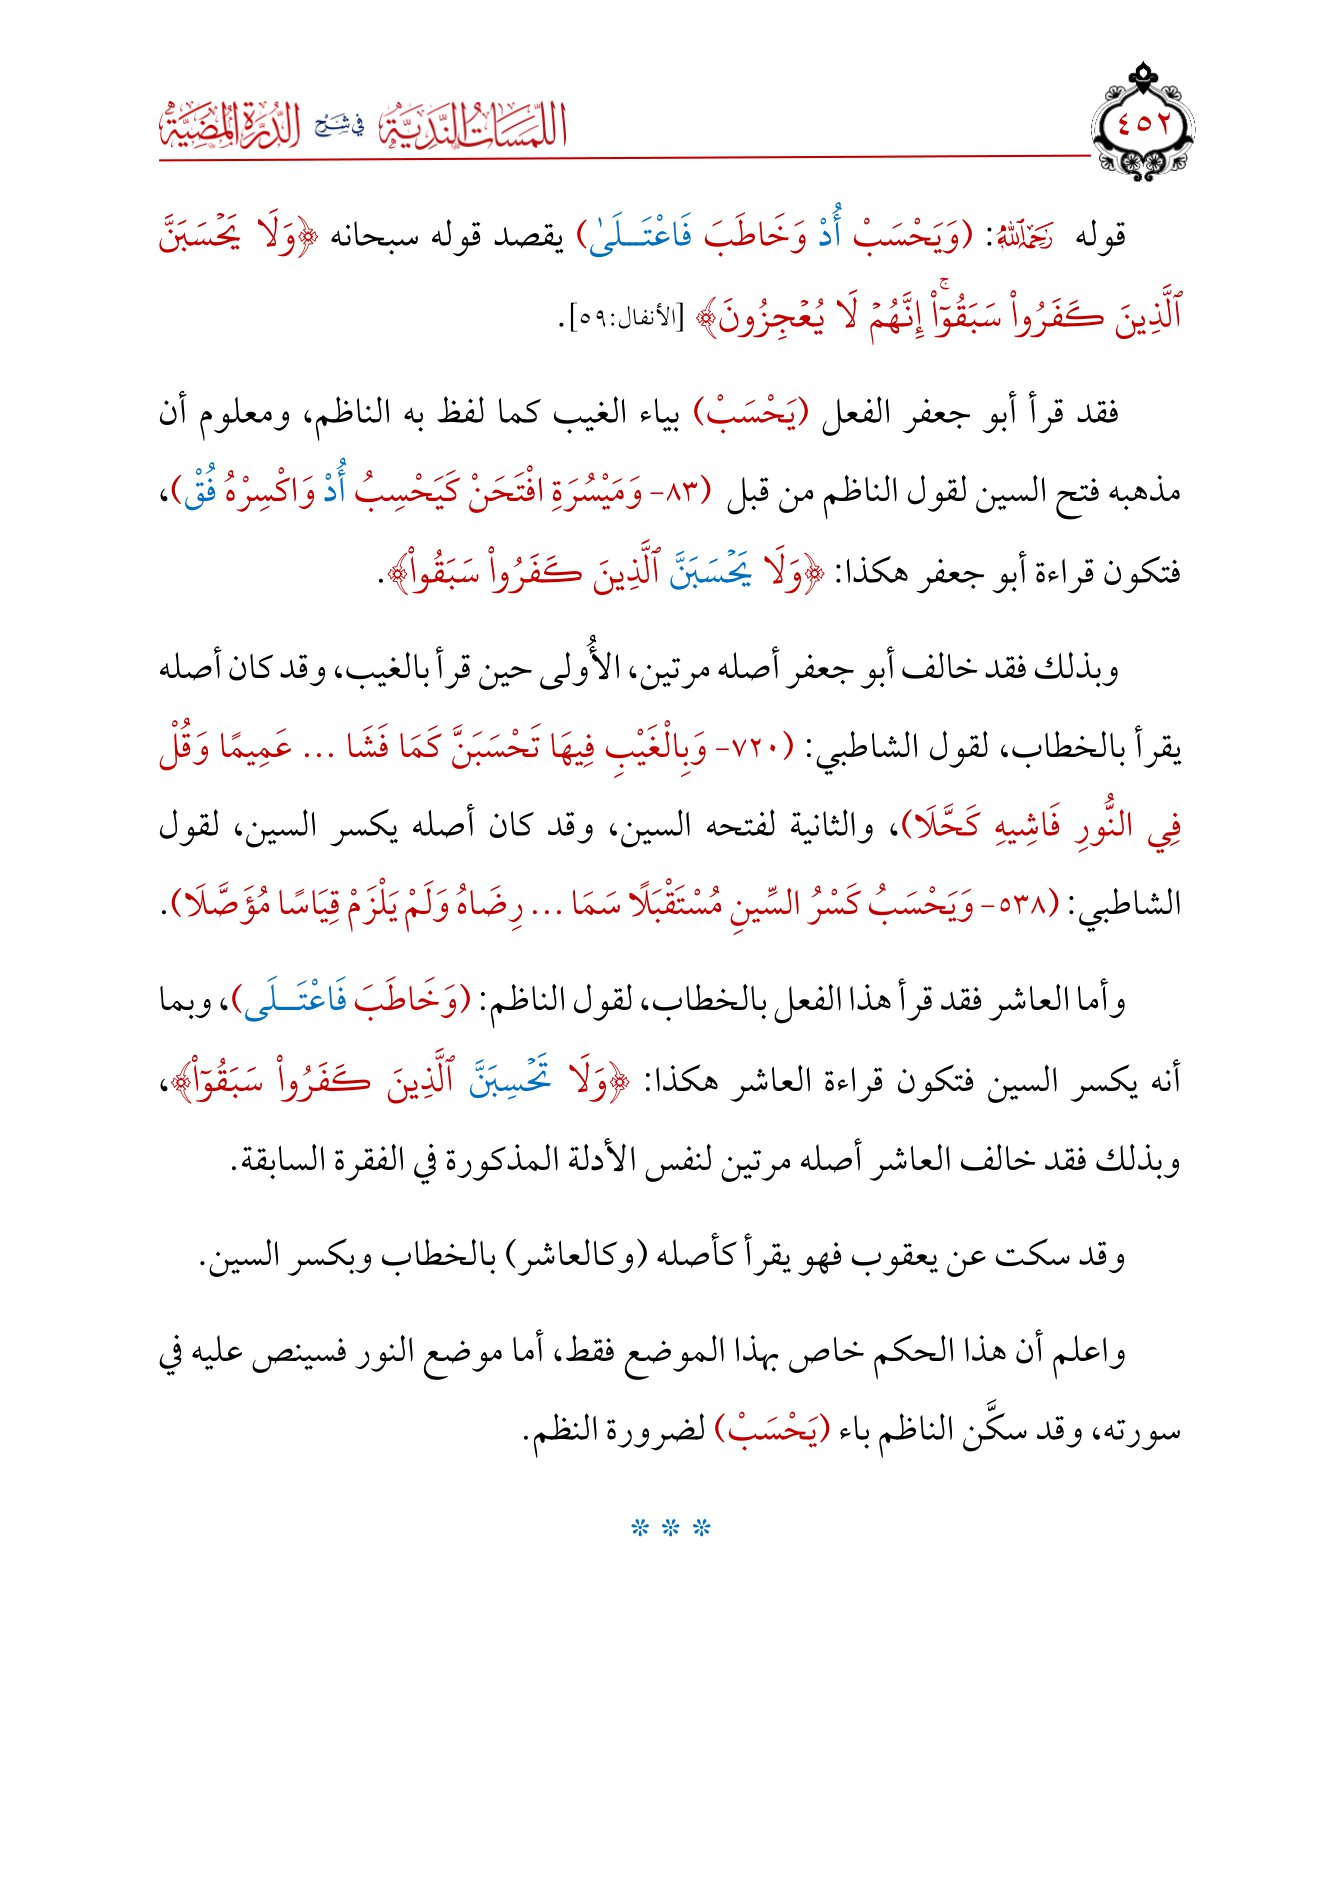 ٤٥٢
اللَّمَسَاتُ النَّدِيَّةُ فِي شَرْحِ الدُّرَّةِ الْمُضِيَّةِ
قوله رَحِمَهُ اللَّهُ: (وَيَحْسَبْ أُدْ وَخَاطَبَ فَاعْتَــلَىٰ) يقصد قوله سبحانه ﴿وَلَا يَحۡسَبَنَّ
ٱلَّذِينَ كَفَرُواْ سَبَقُوٓاْۚ إِنَّهُمۡ لَا يُعۡجِزُونَ﴾ [الأنفال:٥٩].
فقد قرأ أبو جعفر الفعل (يَحْسَبْ) بياء الغيب كما لفظ به الناظم، ومعلوم أن
مذهبه فتح السين لقول الناظم من قبل (٨٣- وَمَيْسُرَةِ افْتَحَنْ كَيَحْسِبُ أُدْ وَاكْسِرْهُ فُقْ)،
فتكون قراءة أبو جعفر هكذا: ﴿وَلَا يَحۡسَبَنَّ ٱلَّذِينَ كَفَرُواْ سَبَقُواْ﴾.
وبذلك فقد خالف أبو جعفر أصله مرتين، الأُولى حين قرأ بالغيب، وقد كان أصله
يقرأ بالخطاب، لقول الشاطبي: (٧٢٠- وَبِالْغَيْبِ فِيهَا تَحْسَبَنَّ كَمَا فَشَا ... عَمِيمًا وَقُلْ
فِي النُّورِ فَاشِيهِ كَحَّلَا)، والثانية لفتحه السين، وقد كان أصله يكسر السين، لقول
الشاطبي: (٥٣٨- وَيَحْسَبُ كَسْرُ السِّينِ مُسْتَقْبَلًا سَمَا ... رِضَاهُ وَلَمْ يَلْزَمْ قِيَاسًا مُؤَصَّلَا).
وأما العاشر فقد قرأ هذا الفعل بالخطاب، لقول الناظم: (وَخَاطَبَ فَاعْتَــلَى)، وبما
أنه يكسر السين فتكون قراءة العاشر هكذا: ﴿وَلَا تَحۡسِبَنَّ ٱلَّذِينَ كَفَرُواْ سَبَقُوٓاْ﴾،
وبذلك فقد خالف العاشر أصله مرتين لنفس الأدلة المذكورة في الفقرة السابقة.
وقد سكت عن يعقوب فهو يقرأ كأصله (وكالعاشر) بالخطاب وبكسر السين.
واعلم أن هذا الحكم خاص بهذا الموضع فقط، أما موضع النور فسينص عليه في
سورته، وقد سكَّن الناظم باء (يَحْسَبْ) لضرورة النظم.
* * *